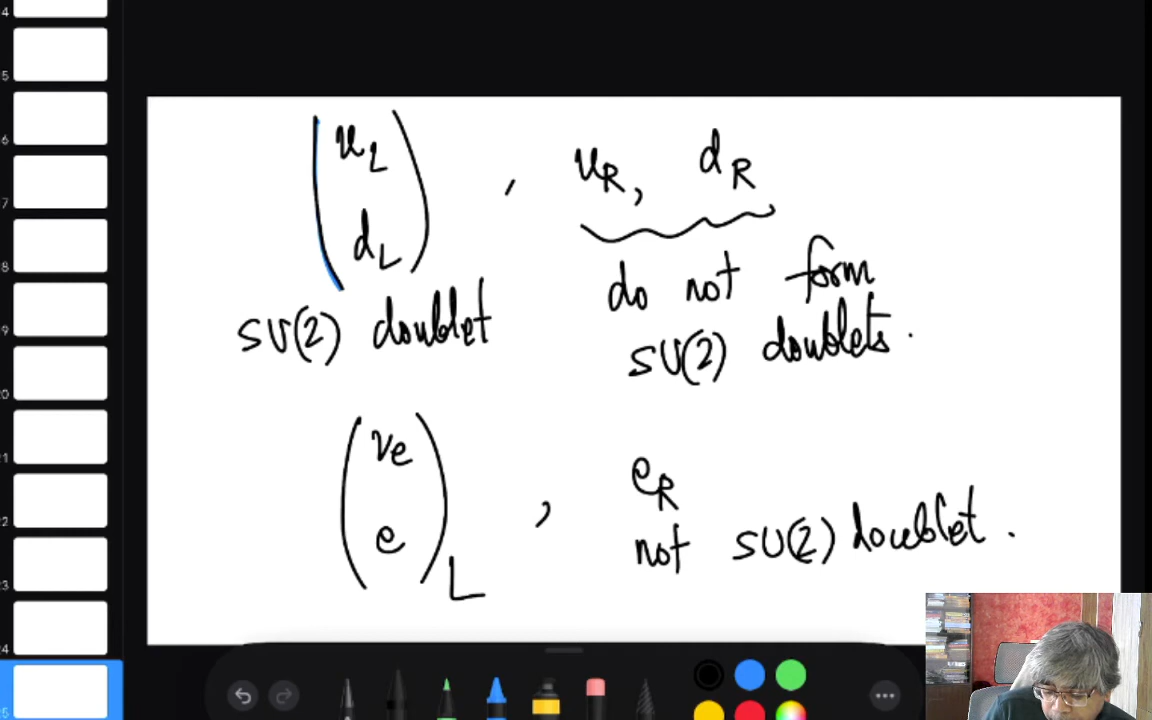 u_L , u_R, d_R
d_L
SU(2) doublet
do not form
SU(2) doublets.
ν_e , e_R
e
L
not SU(2) doublet.